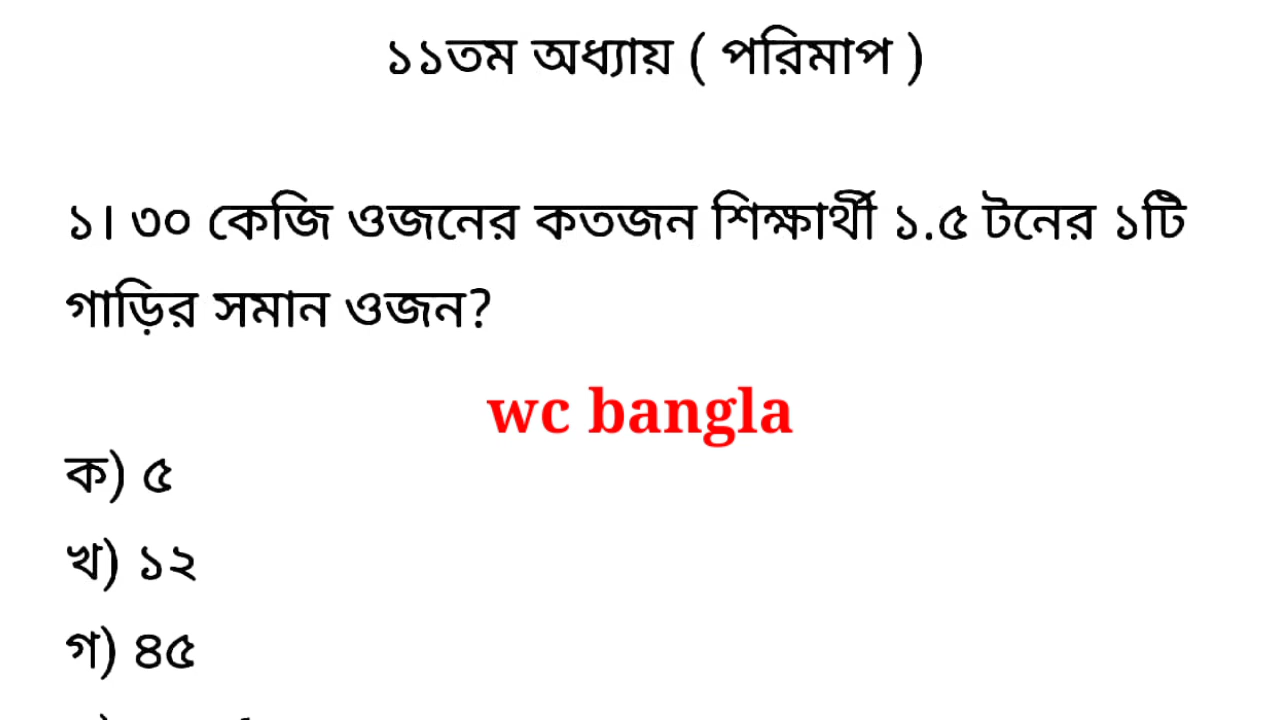 ১১তম অধ্যায় ( পরিমাপ )
১। ৩০ কেজি ওজনের কতজন শিক্ষার্থী ১.৫ টনের ১টি
গাড়ির সমান ওজন?
wc bangla
ক) ৫
খ) ১২
গ) ৪৫